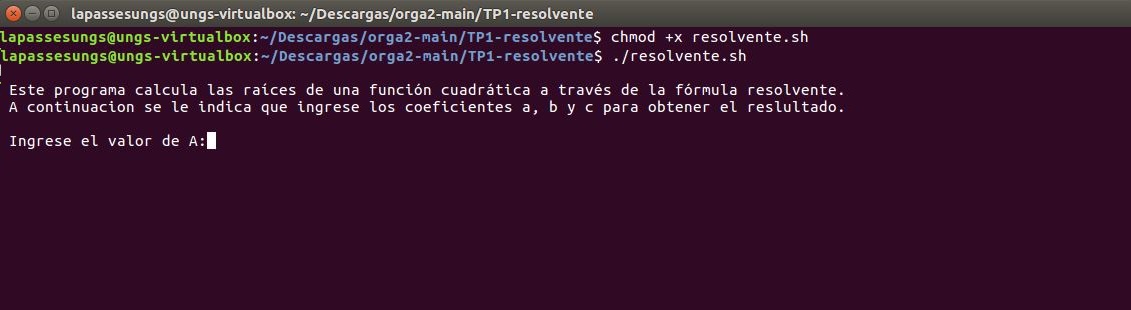 lapassesungs@ungs-virtualbox: ~/Descargas/orga2-main/TP1-resolvente
lapassesungs@ungs-virtualbox:~/Descargas/orga2-main/TP1-resolvente$ chmod +x resolvente.sh
lapassesungs@ungs-virtualbox:~/Descargas/orga2-main/TP1-resolvente$ ./resolvente.sh
Este programa calcula las raíces de una función cuadrática a través de la fórmula resolvente.
A continuacion se le indica que ingrese los coeficientes a, b y c para obtener el reslultado.
Ingrese el valor de A: